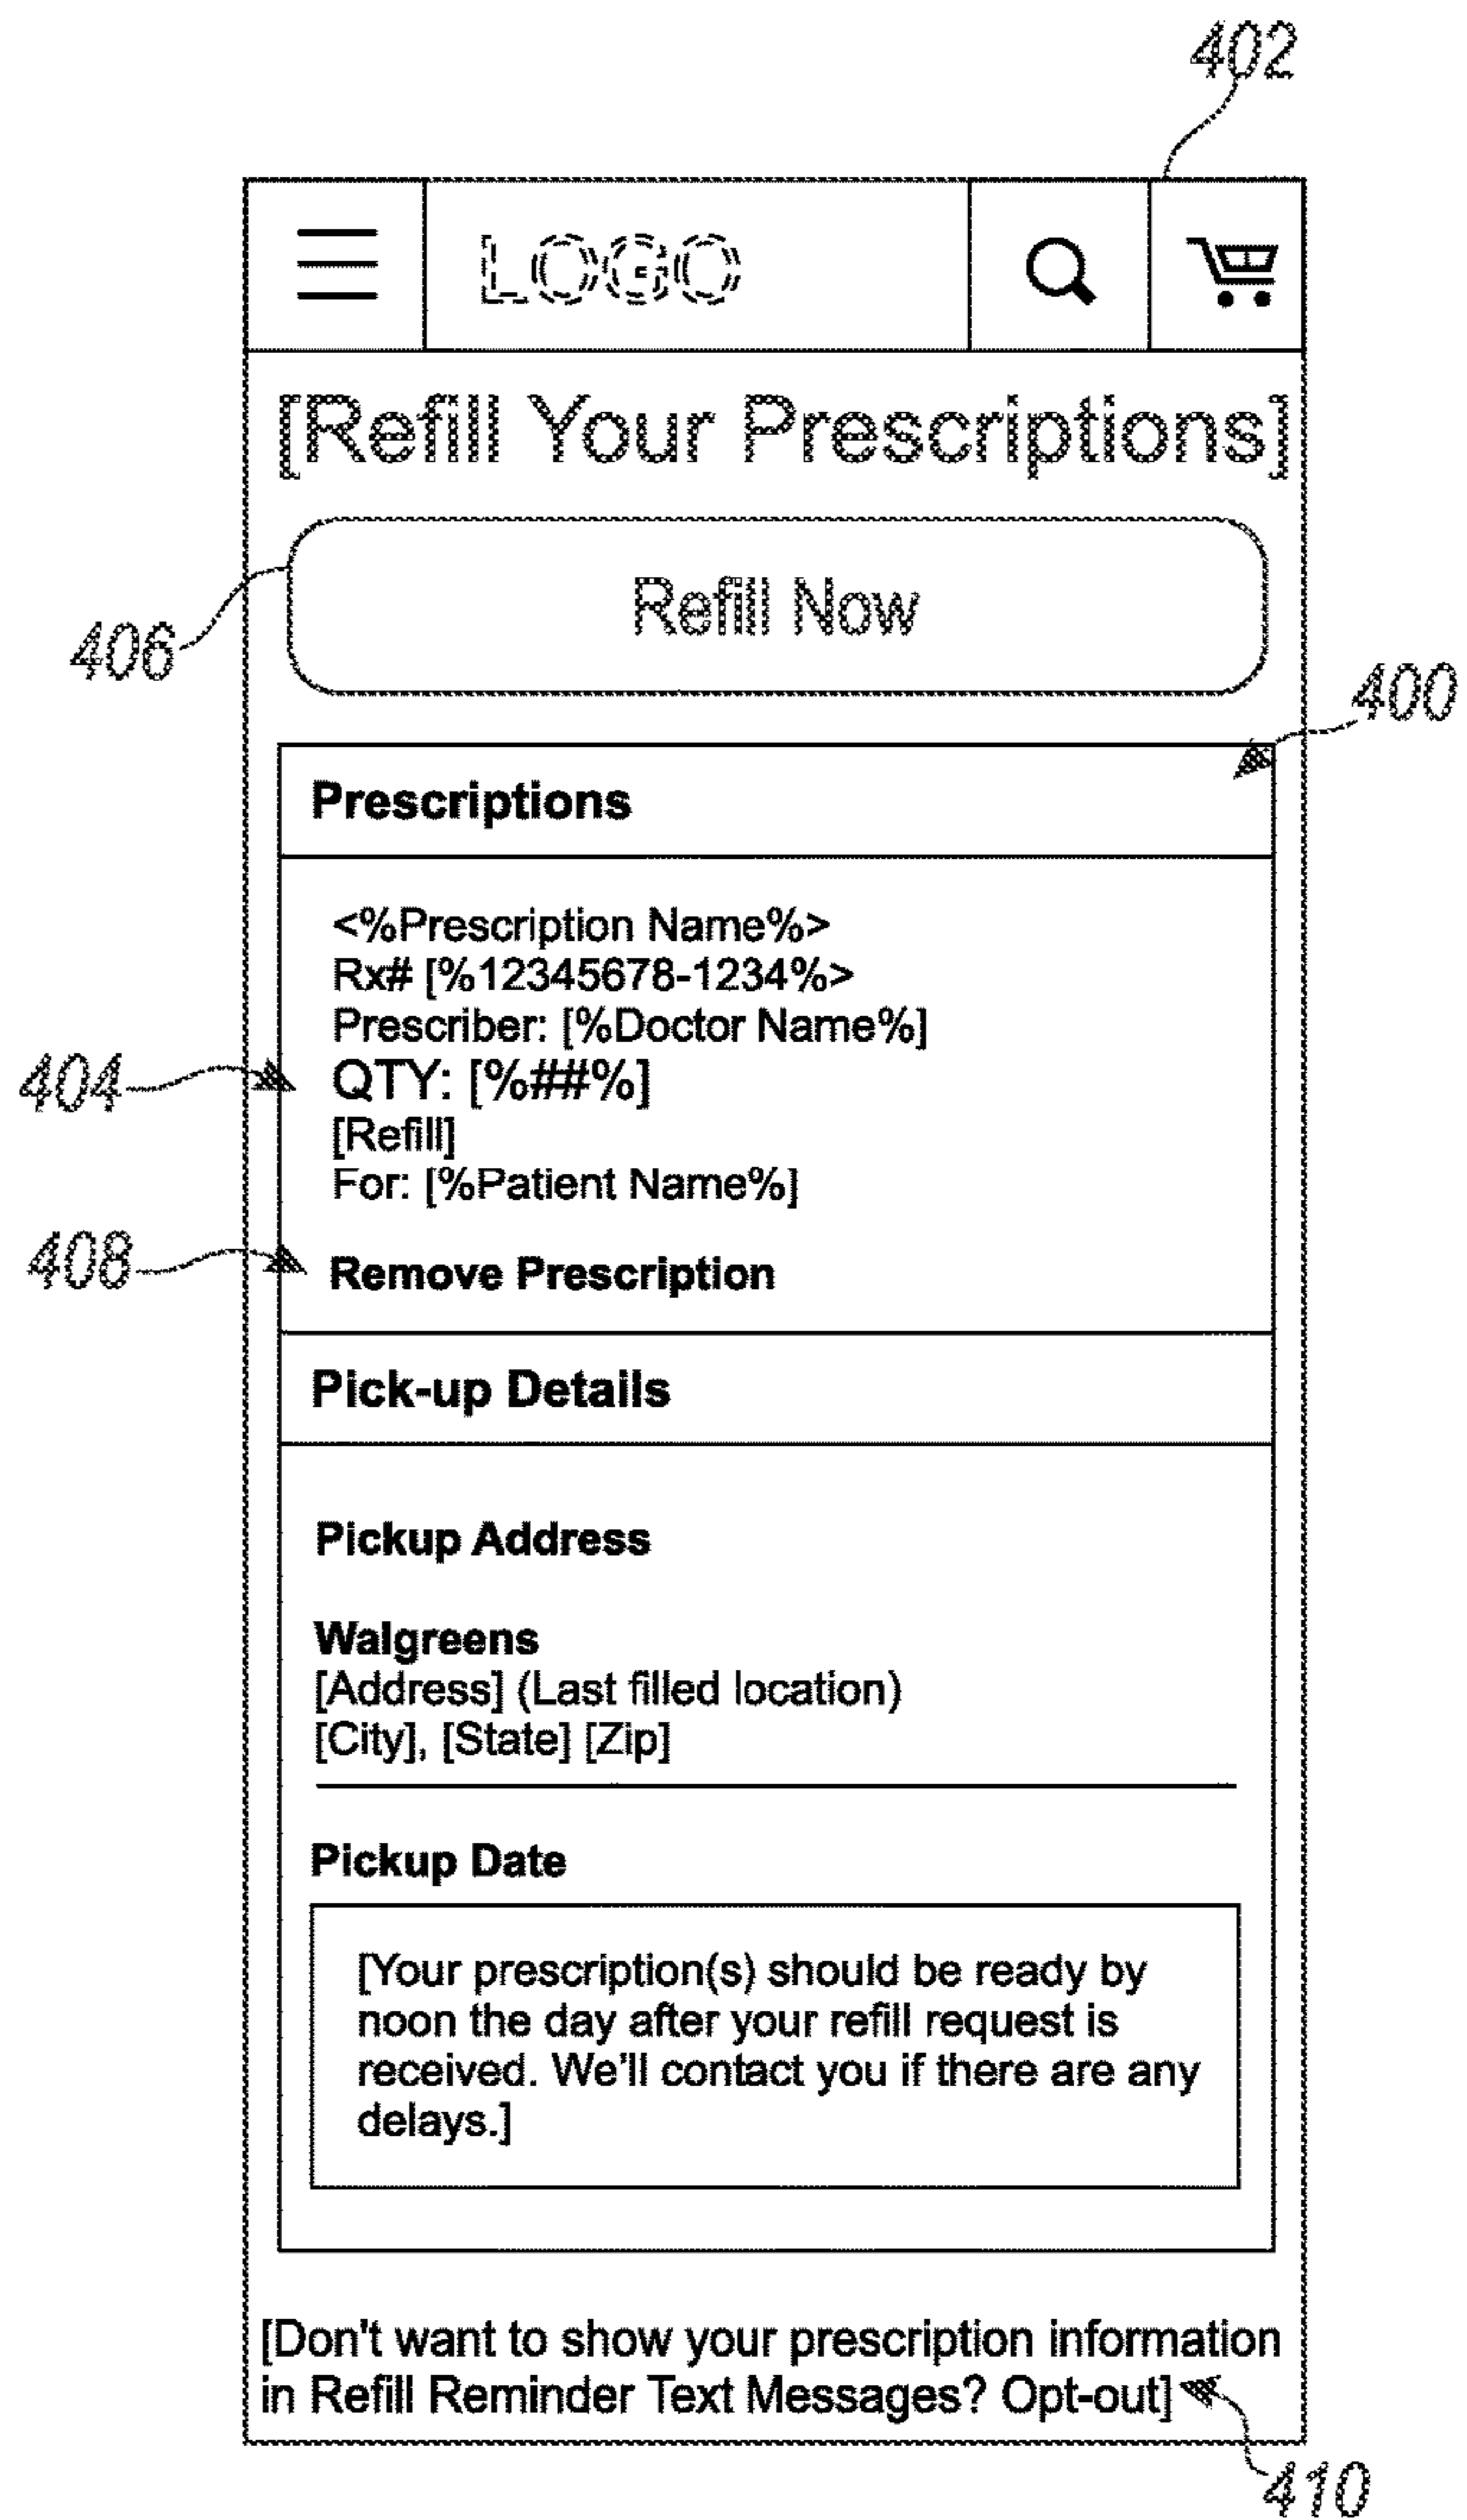 402
LOGO
[Refill Your Prescriptions]
Refill Now
406
400
Prescriptions
<%Prescription Name%>
Rx# [%12345678-1234%>
Prescriber: [%Doctor Name%]
404
QTY: [%##%]
[Refill]
For: [%Patient Name%]
408
Remove Prescription
Pick-up Details
Pickup Address
Walgreens
[Address] (Last filled location)
[City], [State] [Zip]
Pickup Date
[Your prescription(s) should be ready by
noon the day after your refill request is
received. We'll contact you if there are any
delays.]
[Don't want to show your prescription information
in Refill Reminder Text Messages? Opt-out]
410